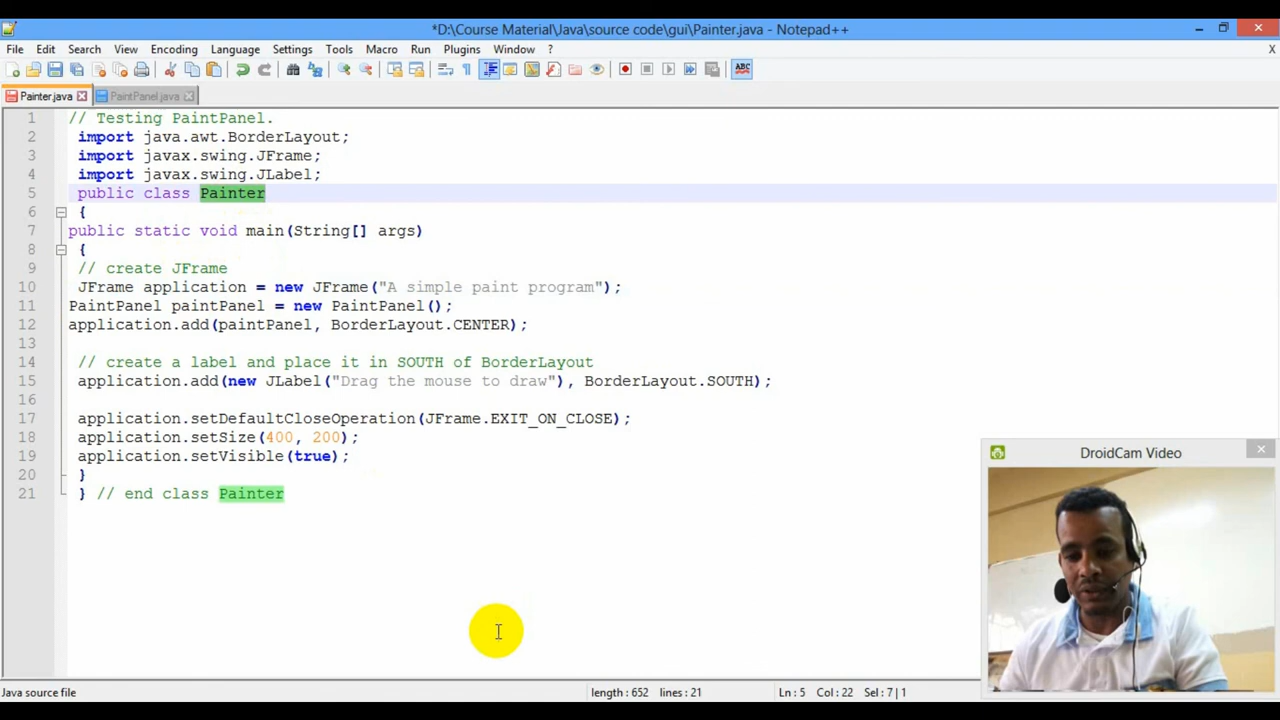 *D:\Course Material\Java\source code\gui\Painter.java - Notepad++
File Edit Search View Encoding Language Settings Tools Macro Run Plugins Window ? X
ABC
Painter.java PaintPanel.java
1 // Testing PaintPanel.
2 import java.awt.BorderLayout;
3 import javax.swing.JFrame;
4 import javax.swing.JLabel;
5 public class Painter
6 {
7 public static void main(String[] args)
8 {
9 // create JFrame
10 JFrame application = new JFrame("A simple paint program");
11 PaintPanel paintPanel = new PaintPanel();
12 application.add(paintPanel, BorderLayout.CENTER);
13
14 // create a label and place it in SOUTH of BorderLayout
15 application.add(new JLabel("Drag the mouse to draw"), BorderLayout.SOUTH);
16
17 application.setDefaultCloseOperation(JFrame.EXIT_ON_CLOSE);
18 application.setSize(400, 200);
19 application.setVisible(true);
20 }
21 } // end class Painter
DroidCam Video
Java source file length : 652 lines : 21 Ln : 5 Col : 22 Sel : 7 | 1